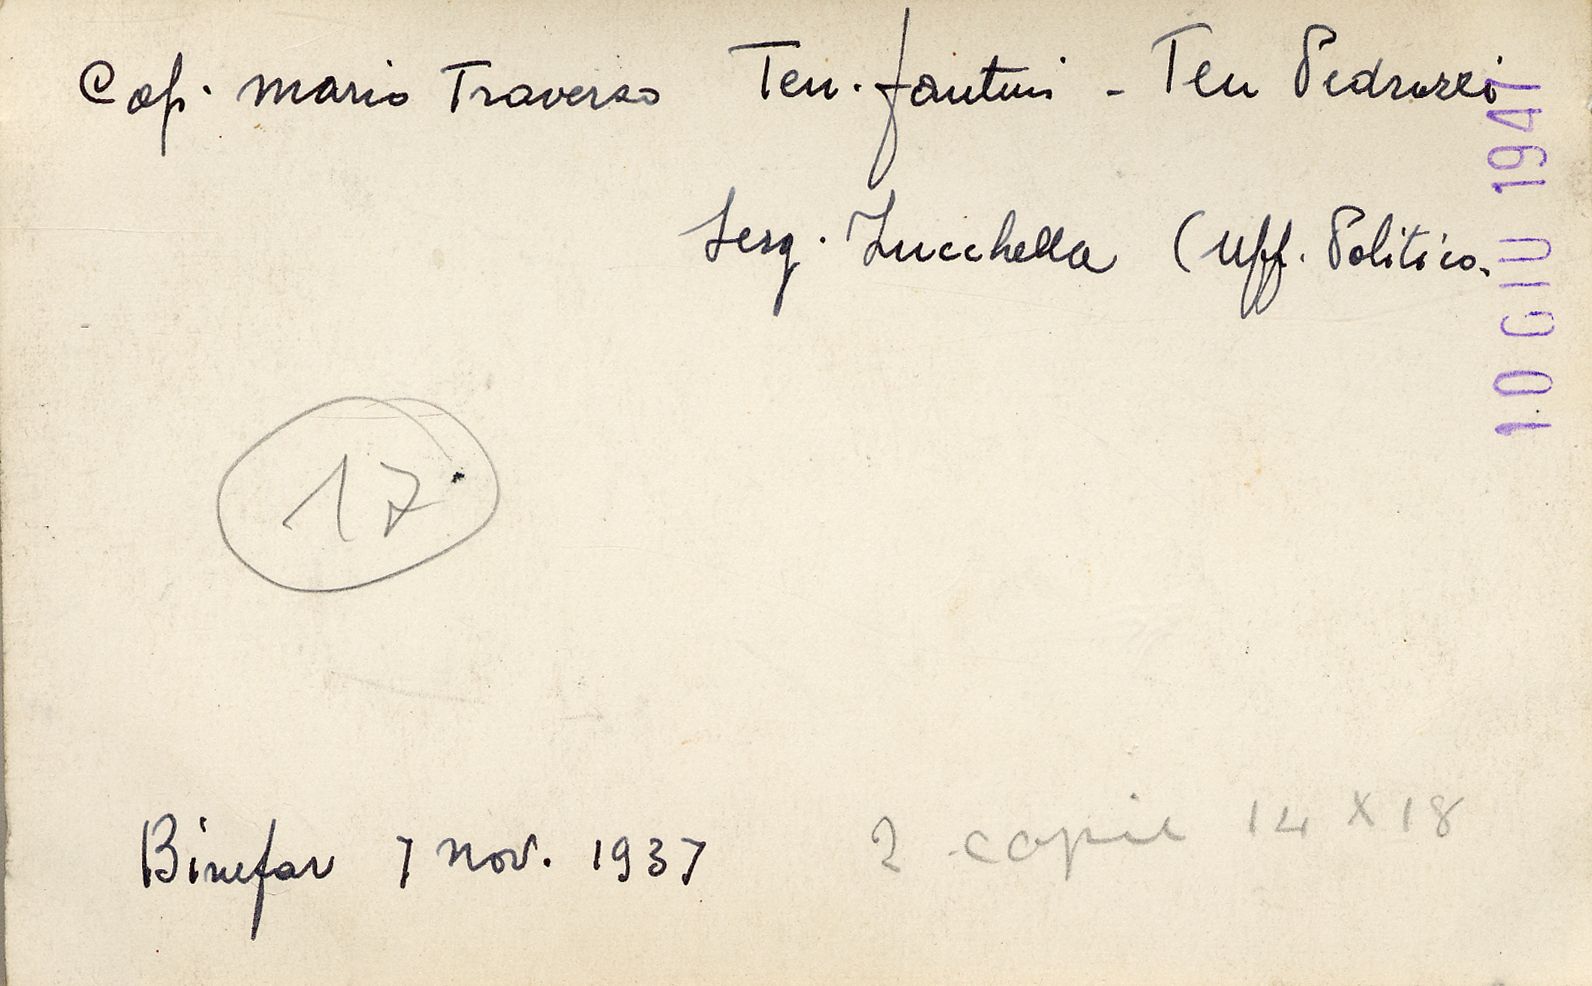 Cap. Mario Traverso Ten. Fantini - Ten Pedrazzi
Serg. Zucchella (Uff. Politico.
10 GIU 1947
17.
Binefar 7 nov. 1937
2 copie 14 X 18